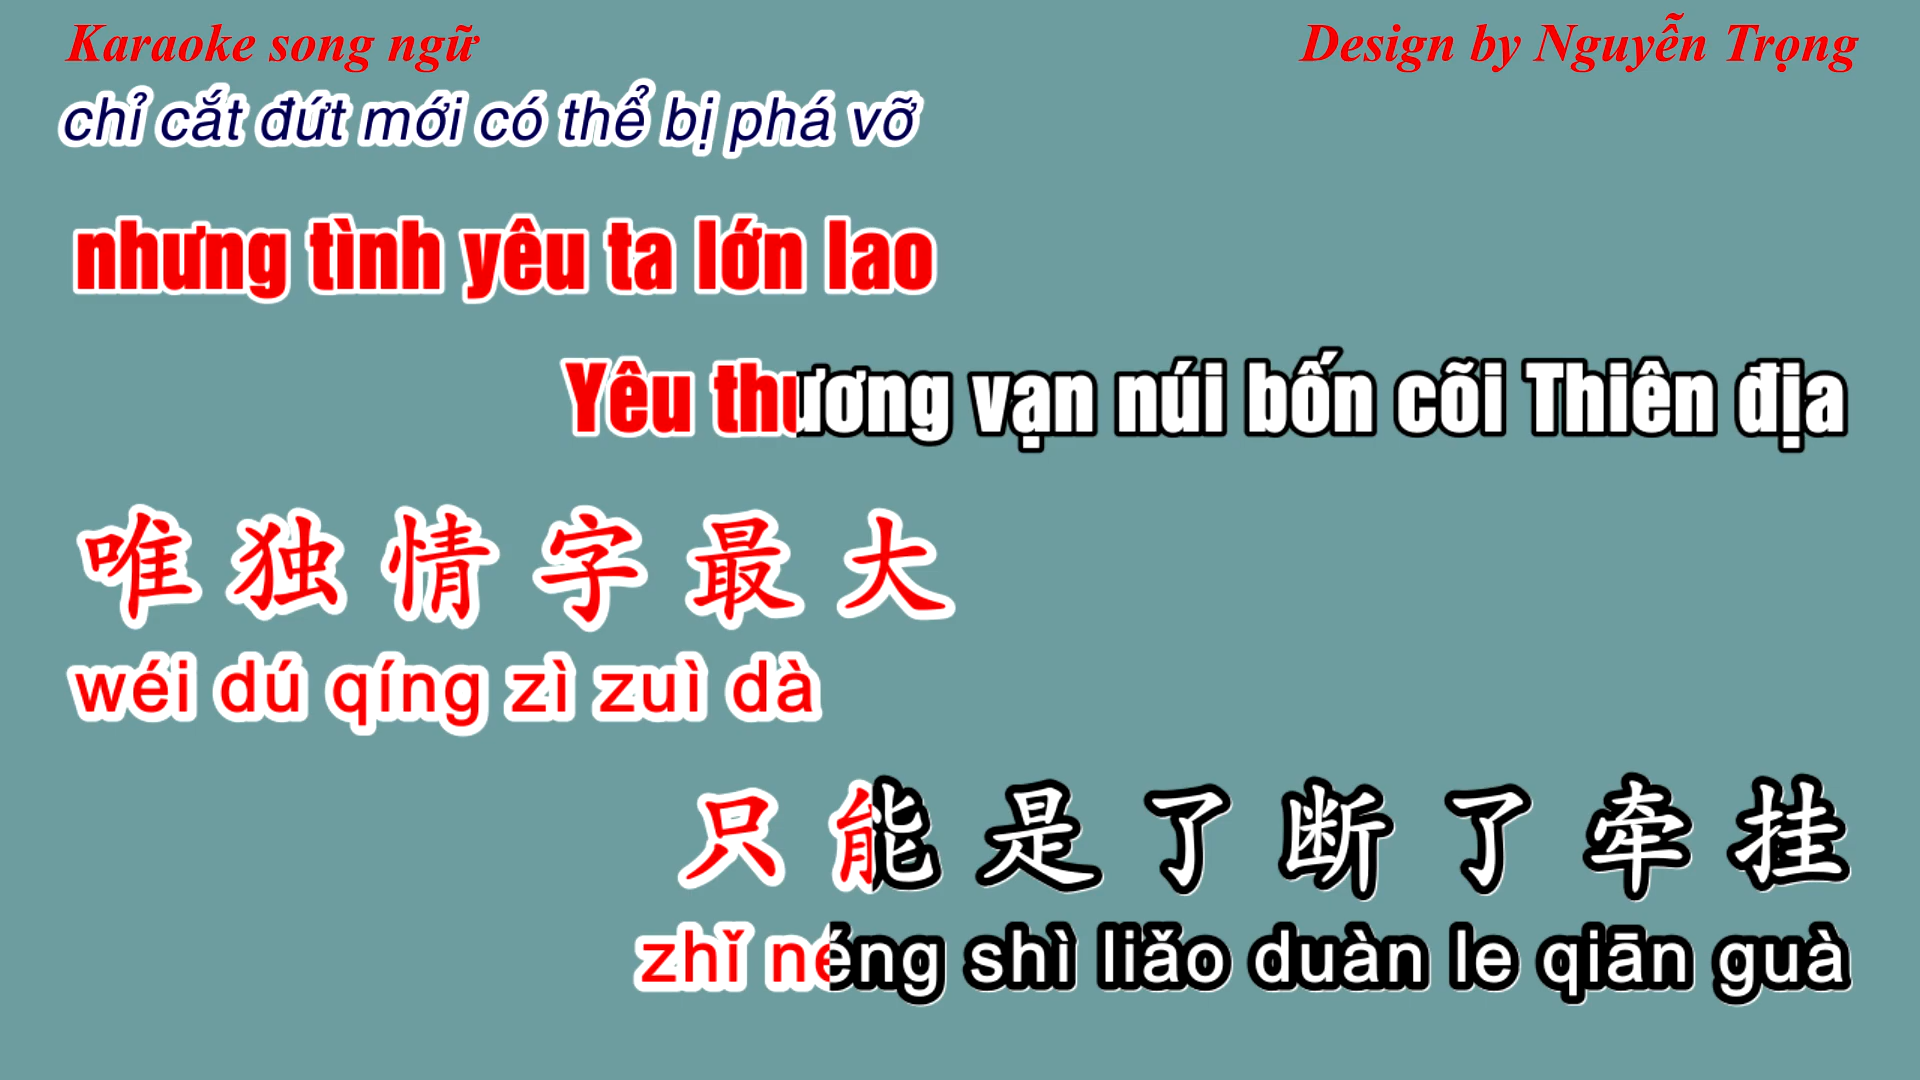 Karaoke song ngữ
Design by Nguyễn Trọng
chỉ cắt đứt mới có thể bị phá vỡ
nhưng tình yêu ta lớn lao
Yêu thương vạn núi bốn cõi Thiên địa
唯独情字最大
wéi dú qíng zì zuì dà
只能是了断了牵挂
zhǐ néng shì liǎo duàn le qiān guà